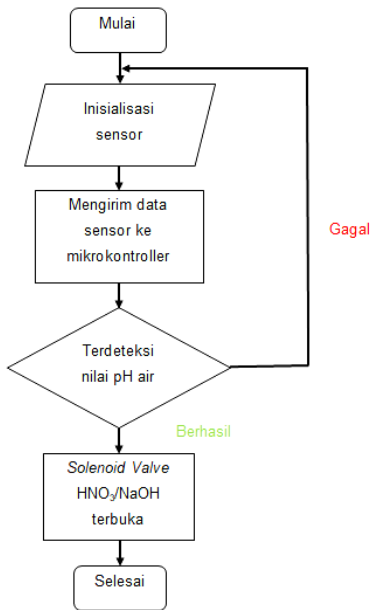 Mulai
Inisialisasi
sensor
Mengirim data
sensor ke
mikrokontroller
Gagal
Terdeteksi
nilai pH air
Berhasil
Solenoid Valve
HNO₃/NaOH
terbuka
Selesai